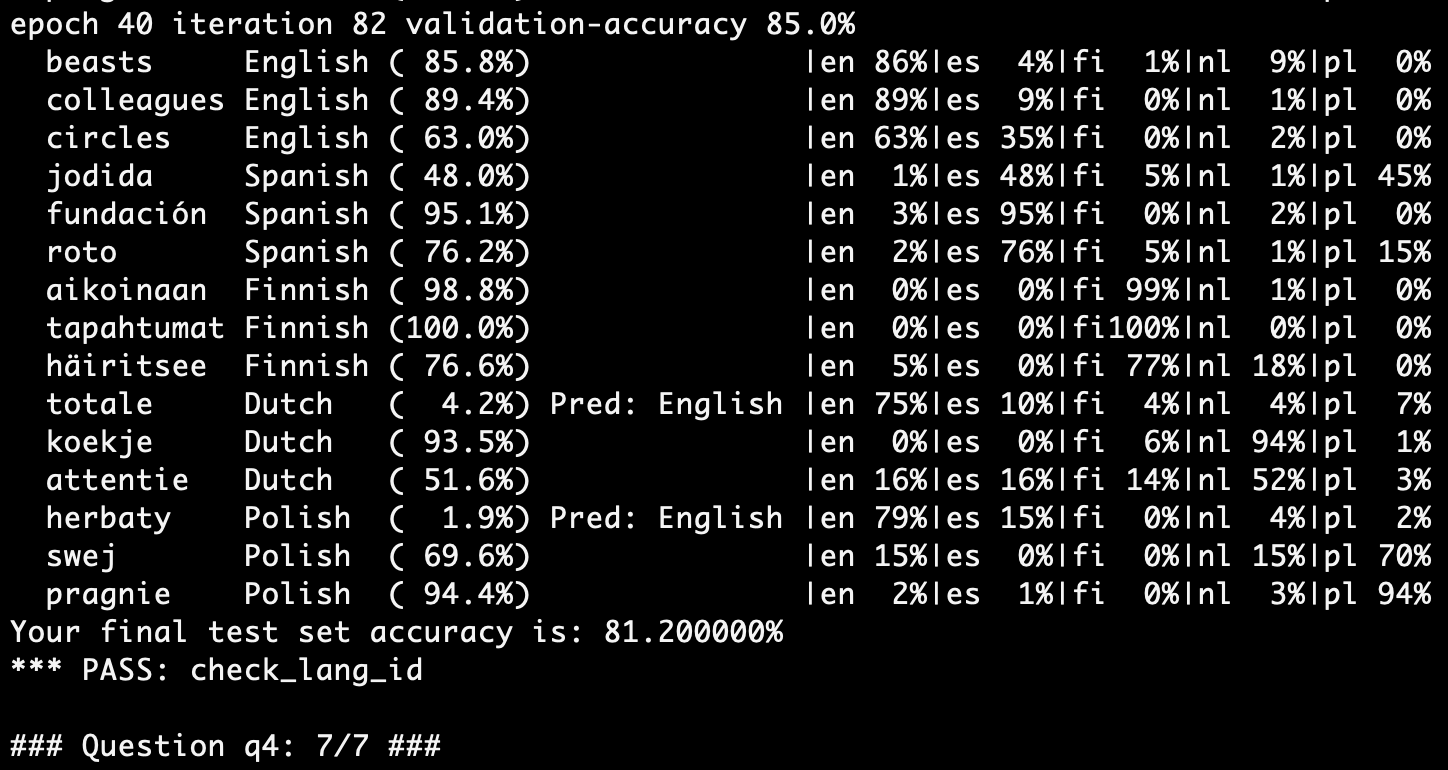 epoch 40 iteration 82 validation-accuracy 85.0%
  beasts     English ( 85.8%)               |en 86%|es  4%|fi  1%|nl  9%|pl  0%
  colleagues English ( 89.4%)               |en 89%|es  9%|fi  0%|nl  1%|pl  0%
  circles    English ( 63.0%)               |en 63%|es 35%|fi  0%|nl  2%|pl  0%
  jodida     Spanish ( 48.0%)               |en  1%|es 48%|fi  5%|nl  1%|pl 45%
  fundación  Spanish ( 95.1%)               |en  3%|es 95%|fi  0%|nl  2%|pl  0%
  roto       Spanish ( 76.2%)               |en  2%|es 76%|fi  5%|nl  1%|pl 15%
  aikoinaan  Finnish ( 98.8%)               |en  0%|es  0%|fi 99%|nl  1%|pl  0%
  tapahtumat Finnish (100.0%)               |en  0%|es  0%|fi100%|nl  0%|pl  0%
  häiritsee  Finnish ( 76.6%)               |en  5%|es  0%|fi 77%|nl 18%|pl  0%
  totale     Dutch   (  4.2%) Pred: English |en 75%|es 10%|fi  4%|nl  4%|pl  7%
  koekje     Dutch   ( 93.5%)               |en  0%|es  0%|fi  6%|nl 94%|pl  1%
  attentie   Dutch   ( 51.6%)               |en 16%|es 16%|fi 14%|nl 52%|pl  3%
  herbaty    Polish  (  1.9%) Pred: English |en 79%|es 15%|fi  0%|nl  4%|pl  2%
  swej       Polish  ( 69.6%)               |en 15%|es  0%|fi  0%|nl 15%|pl 70%
  pragnie    Polish  ( 94.4%)               |en  2%|es  1%|fi  0%|nl  3%|pl 94%
Your final test set accuracy is: 81.200000%
*** PASS: check_lang_id
### Question q4: 7/7 ###